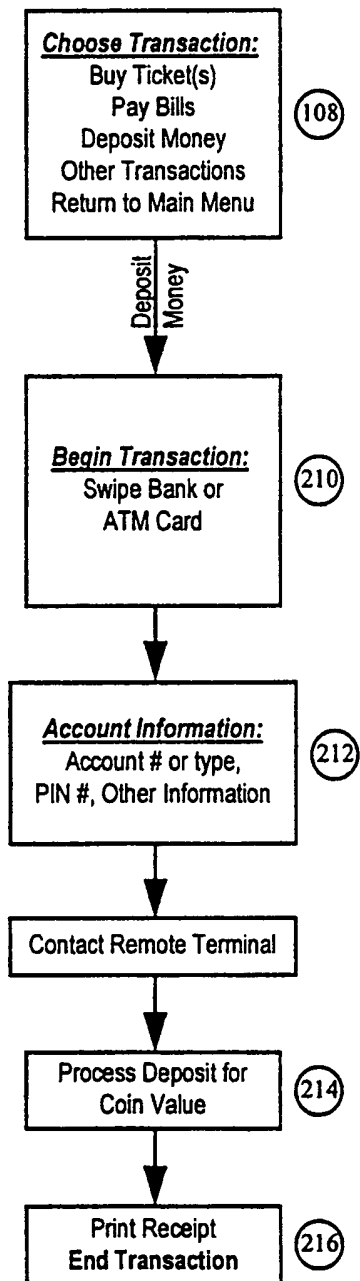 Choose Transaction:
Buy Ticket(s)
Pay Bills
Deposit Money
Other Transactions
Return to Main Menu
108
Deposit
Money
Begin Transaction:
Swipe Bank or
ATM Card
210
Account Information:
Account # or type,
PIN #, Other Information
212
Contact Remote Terminal
Process Deposit for
Coin Value
214
Print Receipt
End Transaction
216